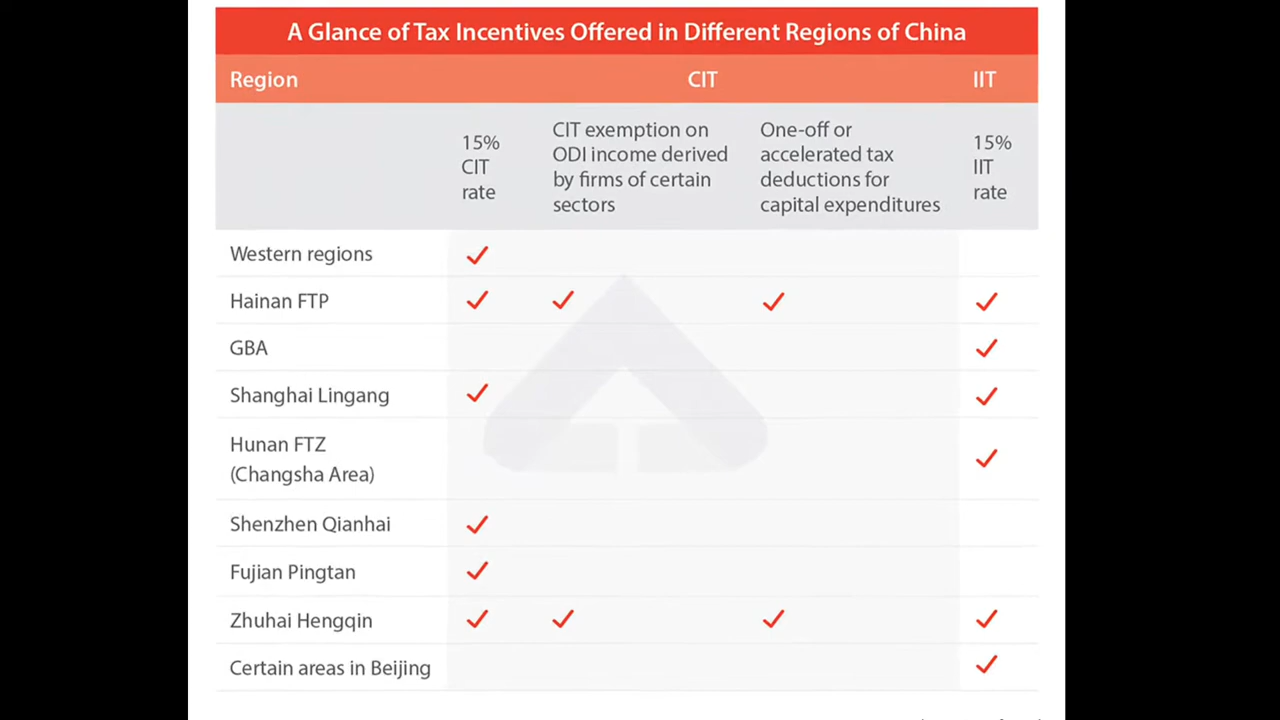 A Glance of Tax Incentives Offered in Different Regions of China
Region CIT IIT
15% CIT rate
CIT exemption on ODI income derived by firms of certain sectors
One-off or accelerated tax deductions for capital expenditures
15% IIT rate
Western regions ✓
Hainan FTP ✓ ✓ ✓ ✓
GBA ✓
Shanghai Lingang ✓ ✓
Hunan FTZ
(Changsha Area) ✓
Shenzhen Qianhai ✓
Fujian Pingtan ✓
Zhuhai Hengqin ✓ ✓ ✓ ✓
Certain areas in Beijing ✓